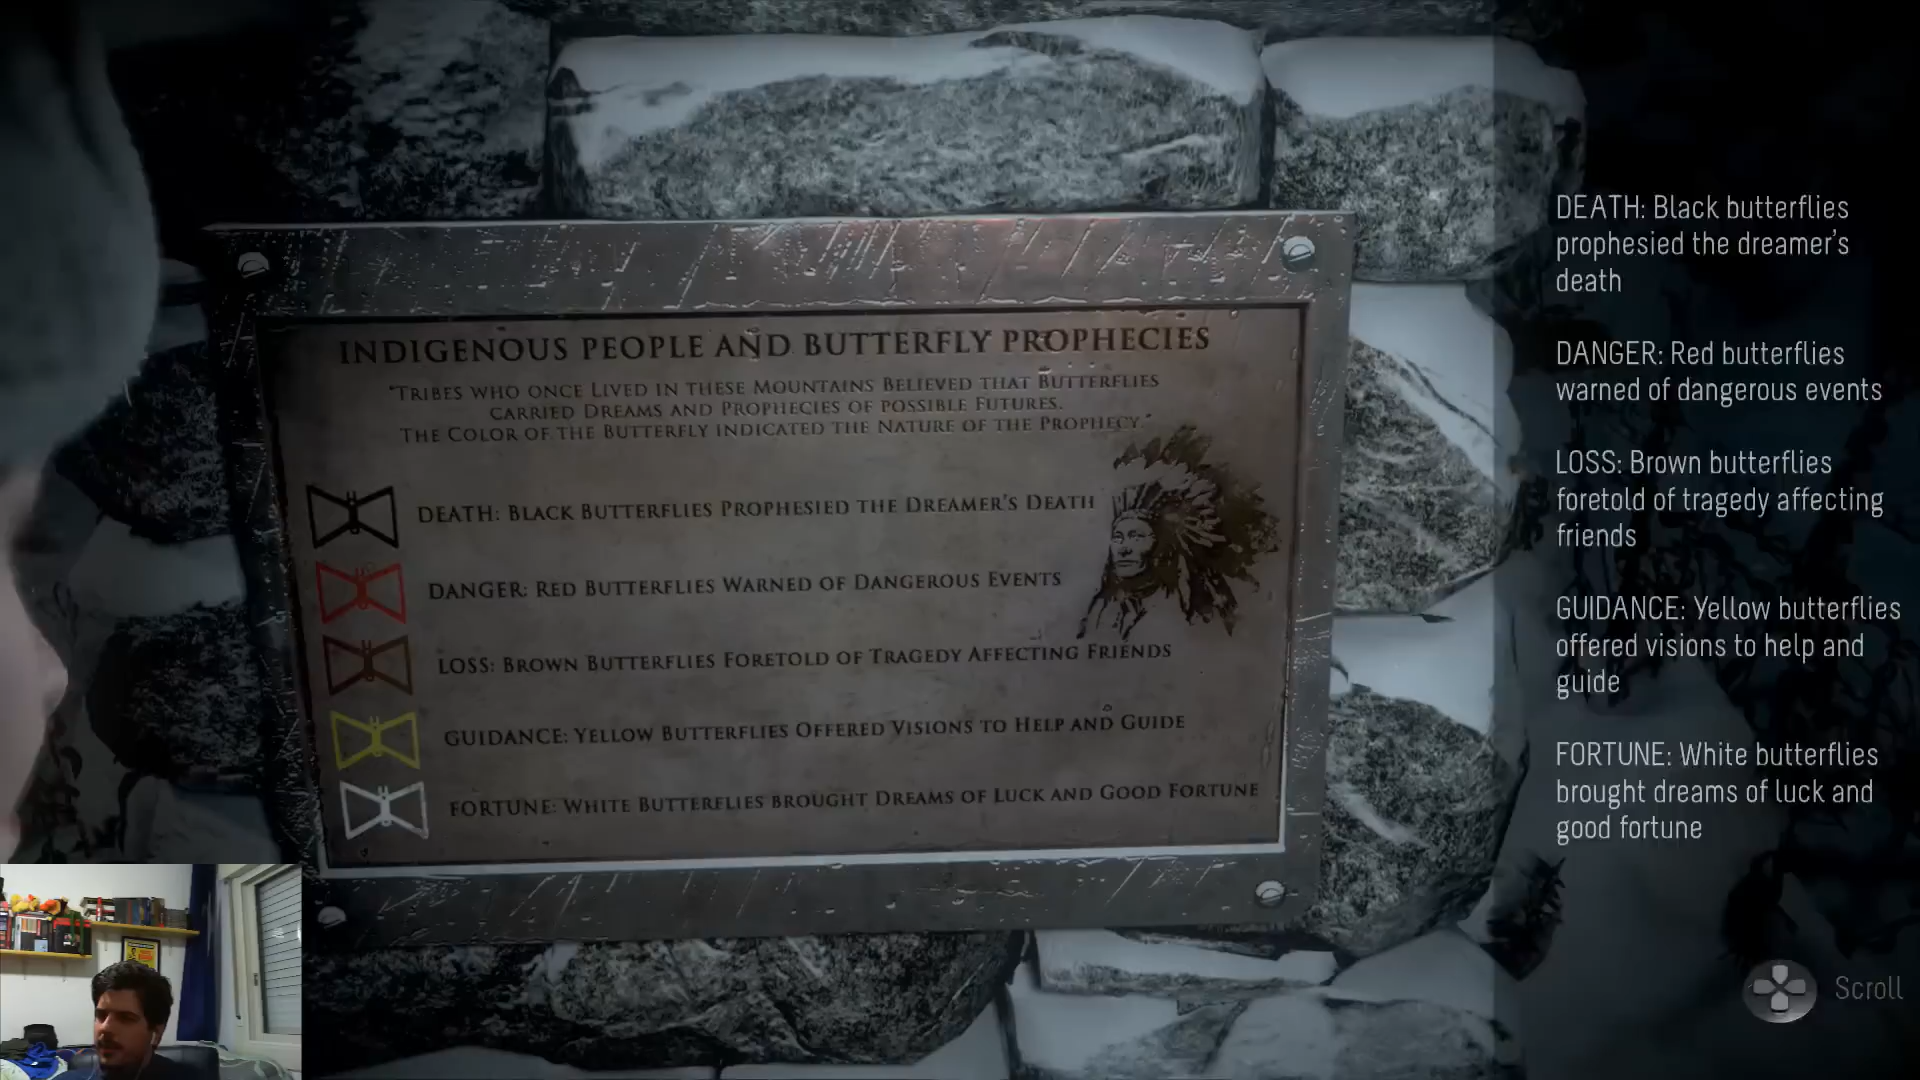 INDIGENOUS PEOPLE AND BUTTERFLY PROPHECIES
"TRIBES WHO ONCE LIVED IN THESE MOUNTAINS BELIEVED THAT BUTTERFLIES
CARRIED DREAMS AND PROPHECIES OF POSSIBLE FUTURES.
THE COLOR OF THE BUTTERFLY INDICATED THE NATURE OF THE PROPHECY."
DEATH: BLACK BUTTERFLIES PROPHESIED THE DREAMER'S DEATH
DANGER: RED BUTTERFLIES WARNED OF DANGEROUS EVENTS
LOSS: BROWN BUTTERFLIES FORETOLD OF TRAGEDY AFFECTING FRIENDS
GUIDANCE: YELLOW BUTTERFLIES OFFERED VISIONS TO HELP AND GUIDE
FORTUNE: WHITE BUTTERFLIES BROUGHT DREAMS OF LUCK AND GOOD FORTUNE
DEATH: Black butterflies
prophesied the dreamer's
death
DANGER: Red butterflies
warned of dangerous events
LOSS: Brown butterflies
foretold of tragedy affecting
friends
GUIDANCE: Yellow butterflies
offered visions to help and
guide
FORTUNE: White butterflies
brought dreams of luck and
good fortune
Scroll